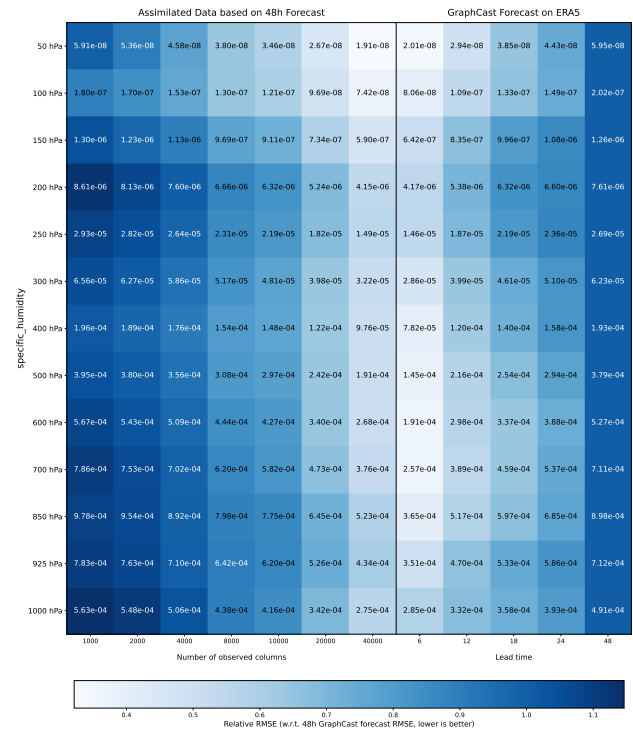 Assimilated Data based on 48h Forecast GraphCast Forecast on ERA5
50 hPa 5.91e-08 5.36e-08 4.58e-08 3.80e-08 3.46e-08 2.67e-08 1.91e-08 2.01e-08 2.94e-08 3.85e-08 4.43e-08 5.95e-08
100 hPa 1.80e-07 1.70e-07 1.53e-07 1.30e-07 1.21e-07 9.69e-08 7.42e-08 8.06e-08 1.09e-07 1.33e-07 1.49e-07 2.02e-07
150 hPa 1.30e-06 1.23e-06 1.13e-06 9.69e-07 9.11e-07 7.34e-07 5.90e-07 6.42e-07 8.35e-07 9.96e-07 1.08e-06 1.26e-06
200 hPa 8.61e-06 8.13e-06 7.60e-06 6.66e-06 6.32e-06 5.24e-06 4.15e-06 4.17e-06 5.38e-06 6.32e-06 6.60e-06 7.61e-06
250 hPa 2.93e-05 2.82e-05 2.64e-05 2.31e-05 2.19e-05 1.82e-05 1.49e-05 1.46e-05 1.87e-05 2.19e-05 2.36e-05 2.69e-05
300 hPa 6.56e-05 6.27e-05 5.86e-05 5.17e-05 4.81e-05 3.98e-05 3.22e-05 2.86e-05 3.99e-05 4.61e-05 5.10e-05 6.23e-05
400 hPa 1.96e-04 1.89e-04 1.76e-04 1.54e-04 1.48e-04 1.22e-04 9.76e-05 7.82e-05 1.20e-04 1.40e-04 1.58e-04 1.93e-04
500 hPa 3.95e-04 3.80e-04 3.56e-04 3.08e-04 2.97e-04 2.42e-04 1.91e-04 1.45e-04 2.16e-04 2.54e-04 2.94e-04 3.79e-04
600 hPa 5.67e-04 5.43e-04 5.09e-04 4.44e-04 4.27e-04 3.40e-04 2.68e-04 1.91e-04 2.98e-04 3.37e-04 3.88e-04 5.27e-04
700 hPa 7.86e-04 7.53e-04 7.02e-04 6.20e-04 5.82e-04 4.73e-04 3.76e-04 2.57e-04 3.89e-04 4.59e-04 5.37e-04 7.11e-04
850 hPa 9.78e-04 9.54e-04 8.92e-04 7.98e-04 7.75e-04 6.45e-04 5.23e-04 3.65e-04 5.17e-04 5.97e-04 6.85e-04 8.98e-04
925 hPa 7.83e-04 7.63e-04 7.10e-04 6.42e-04 6.20e-04 5.26e-04 4.34e-04 3.51e-04 4.70e-04 5.33e-04 5.86e-04 7.12e-04
1000 hPa 5.63e-04 5.48e-04 5.06e-04 4.38e-04 4.16e-04 3.42e-04 2.75e-04 2.85e-04 3.32e-04 3.58e-04 3.93e-04 4.91e-04
specific_humidity
1000 2000 4000 8000 10000 20000 40000 6 12 18 24 48
Number of observed columns Lead time
0.4 0.5 0.6 0.7 0.8 0.9 1.0 1.1
Relative RMSE (w.r.t. 48h GraphCast forecast RMSE, lower is better)